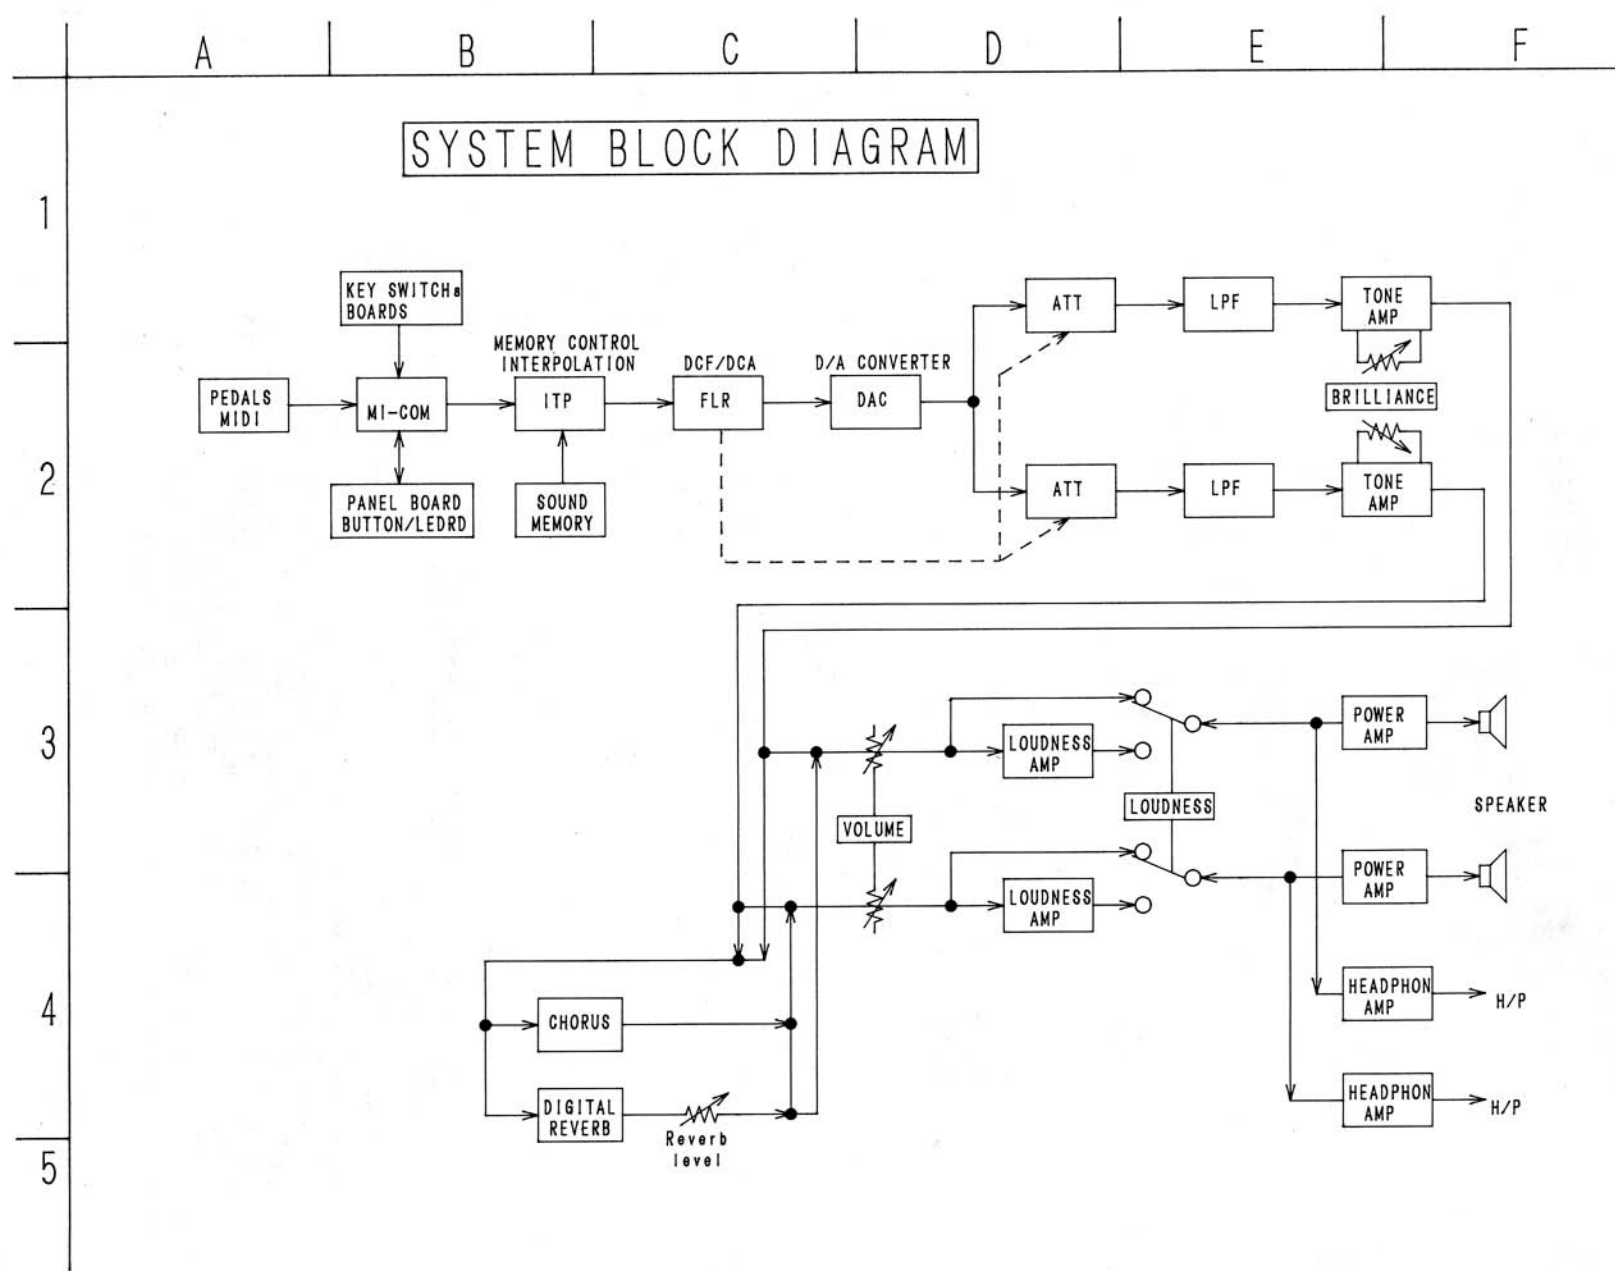 A B C D E F
SYSTEM BLOCK DIAGRAM
1
KEY SWITCHs
BOARDS
MEMORY CONTROL
INTERPOLATION
DCF/DCA
D/A CONVERTER
ATT
LPF
TONE
AMP
PEDALS
MIDI
MI-COM
ITP
FLR
DAC
BRILLIANCE
2
PANEL BOARD
BUTTON/LEDRD
SOUND
MEMORY
ATT
LPF
TONE
AMP
3
LOUDNESS
AMP
POWER
AMP
VOLUME
LOUDNESS
SPEAKER
LOUDNESS
AMP
POWER
AMP
4
CHORUS
HEADPHON
AMP
H/P
DIGITAL
REVERB
Reverb
level
HEADPHON
AMP
H/P
5